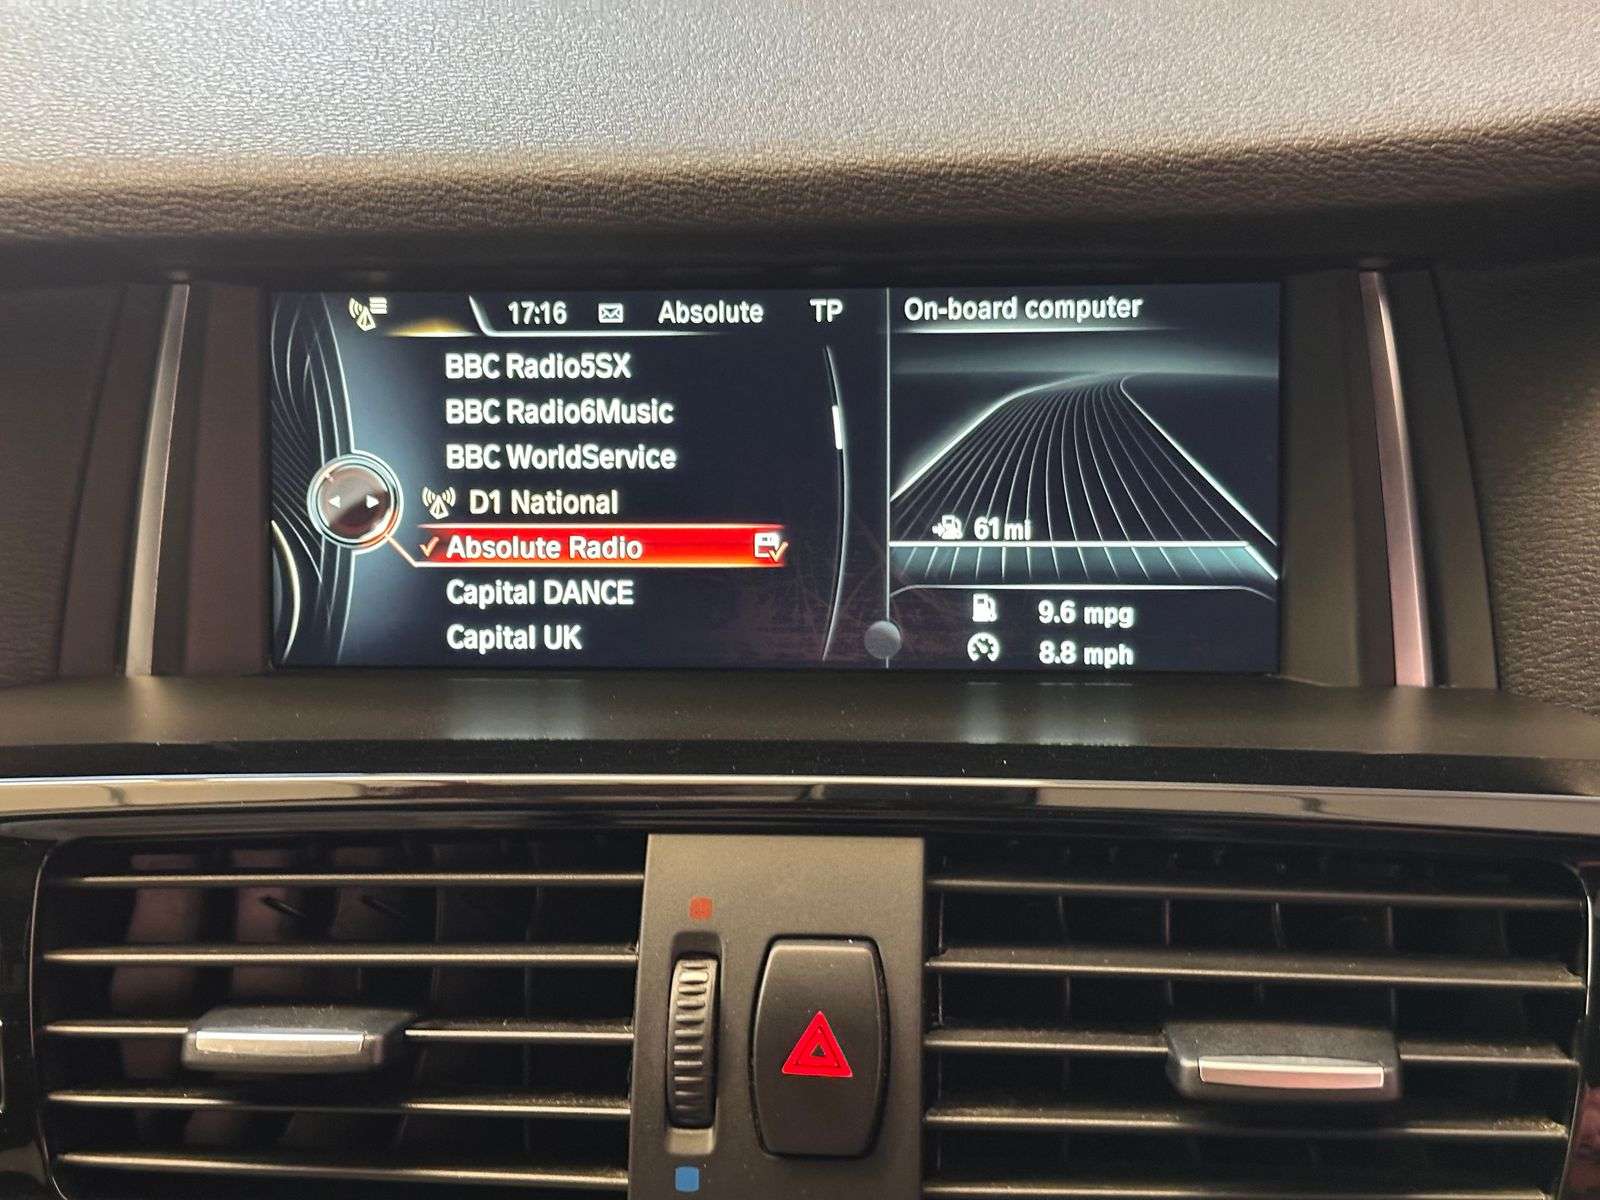 17:16 Absolute TP
BBC Radio5SX
BBC Radio6Music
BBC WorldService
D1 National
Absolute Radio
Capital DANCE
Capital UK
On-board computer
61 mi
9.6 mpg
8.8 mph